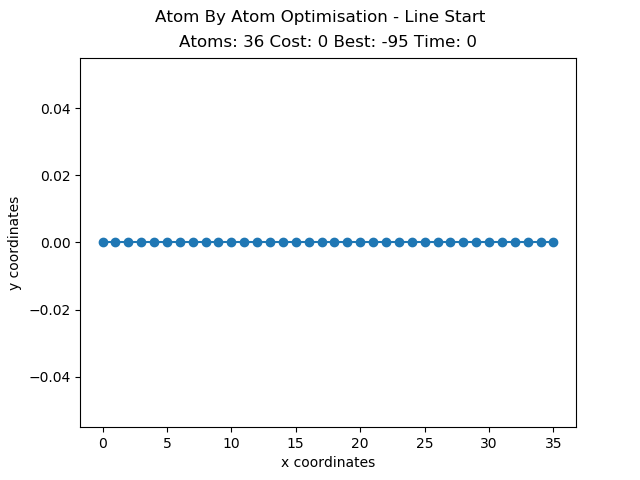 Atom By Atom Optimisation - Line Start
Atoms: 36 Cost: 0 Best: -95 Time: 0
0.04
0.02
0.00
−0.02
−0.04
y coordinates
0 5 10 15 20 25 30 35
x coordinates